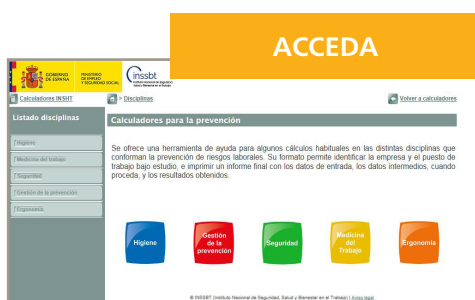 ACCEDA
GOBIERNO
DE ESPAÑA
MINISTERIO
DE EMPLEO
Y SEGURIDAD SOCIAL
inssbt
Calculadores INSHT
> Disciplinas
Volver a calculadores
Listado disciplinas
Calculadores para la prevención
Higiene
Medicina del trabajo
Seguridad
Gestión de la prevención
Ergonomía
Se ofrece una herramienta de ayuda para algunos cálculos habituales en las distintas disciplinas que
conforman la prevención de riesgos laborales. Su formato permite identificar la empresa y el puesto de
trabajo bajo estudio, e imprimir un informe final con los datos de entrada, los datos intermedios, cuando
proceda, y los resultados obtenidos.
Higiene
Gestión
de la
prevención
Seguridad
Medicina
del
Trabajo
Ergonomía
© INSSBT (Instituto Nacional de Seguridad, Salud y Bienestar en el Trabajo) | Aviso legal